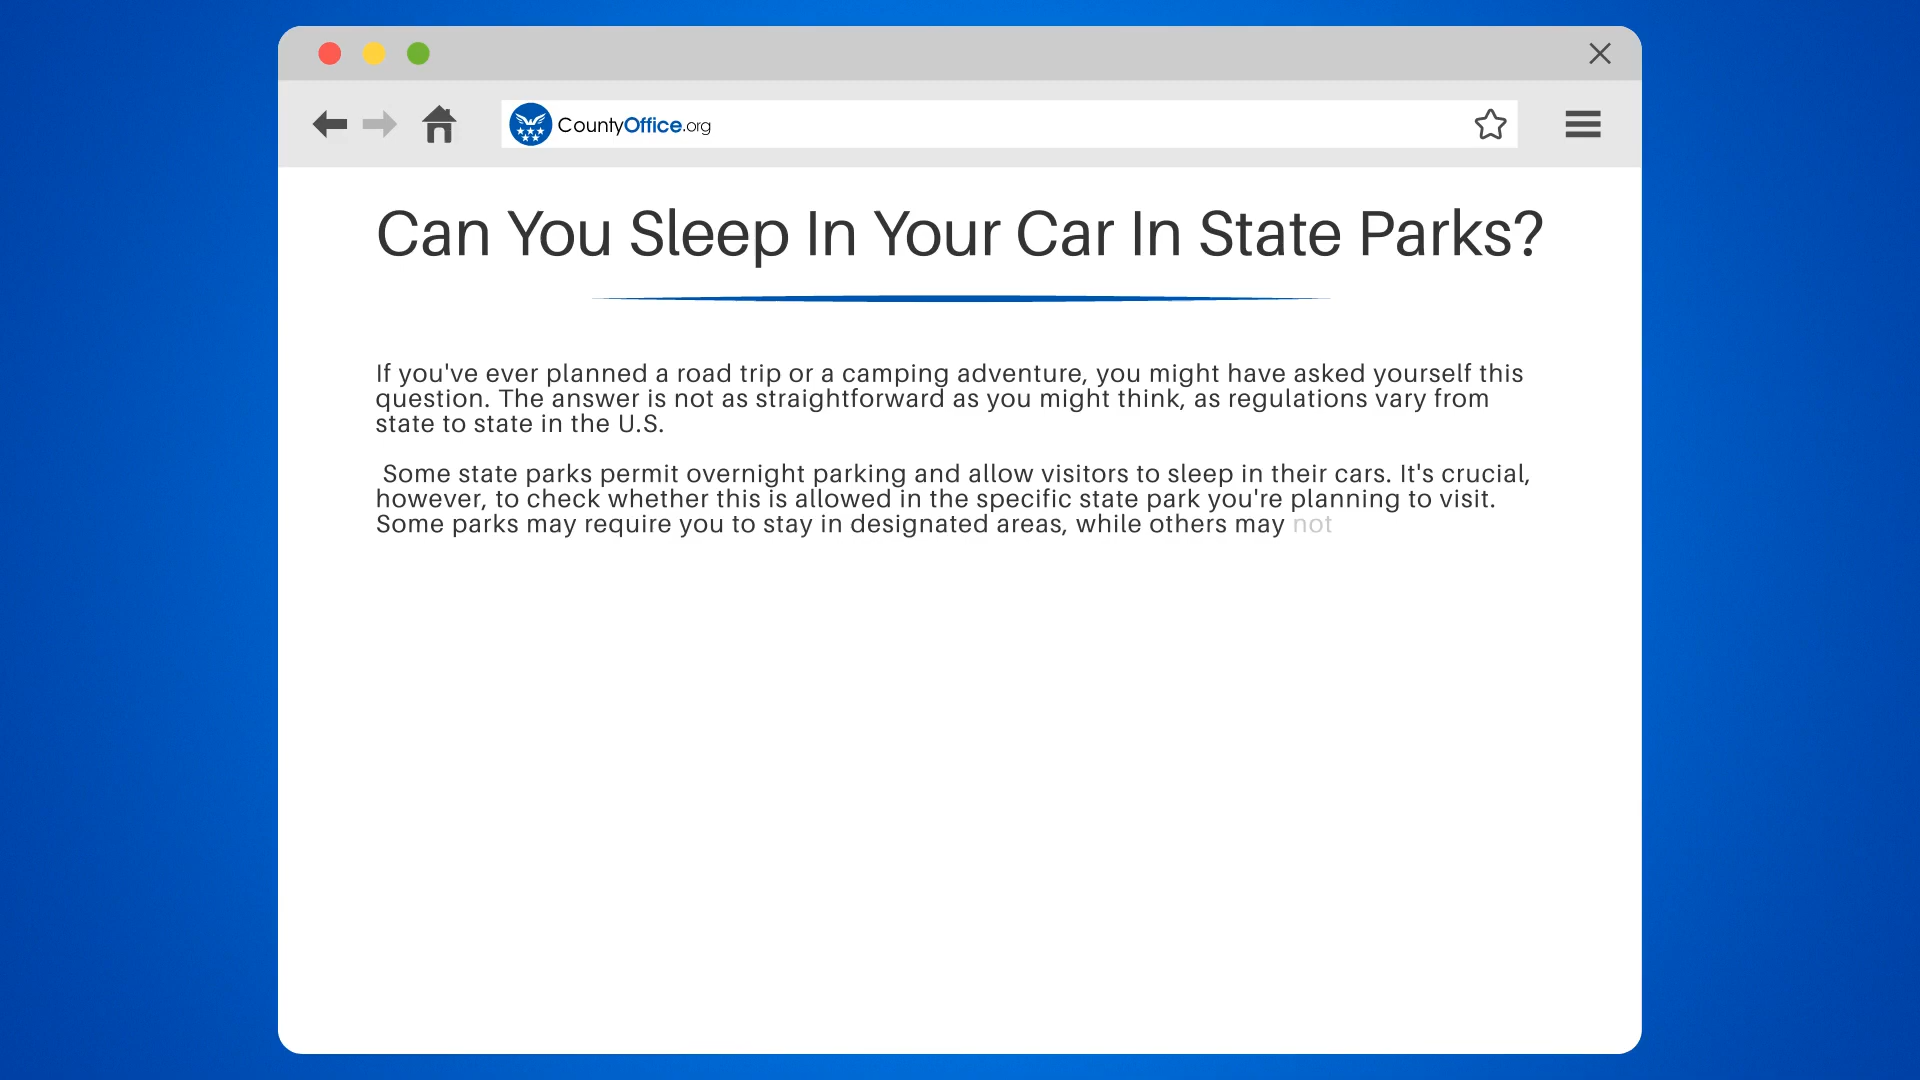 CountyOffice.org
Can You Sleep In Your Car In State Parks?
If you've ever planned a road trip or a camping adventure, you might have asked yourself this
question. The answer is not as straightforward as you might think, as regulations vary from
state to state in the U.S.
Some state parks permit overnight parking and allow visitors to sleep in their cars. It's crucial,
however, to check whether this is allowed in the specific state park you're planning to visit.
Some parks may require you to stay in designated areas, while others may not